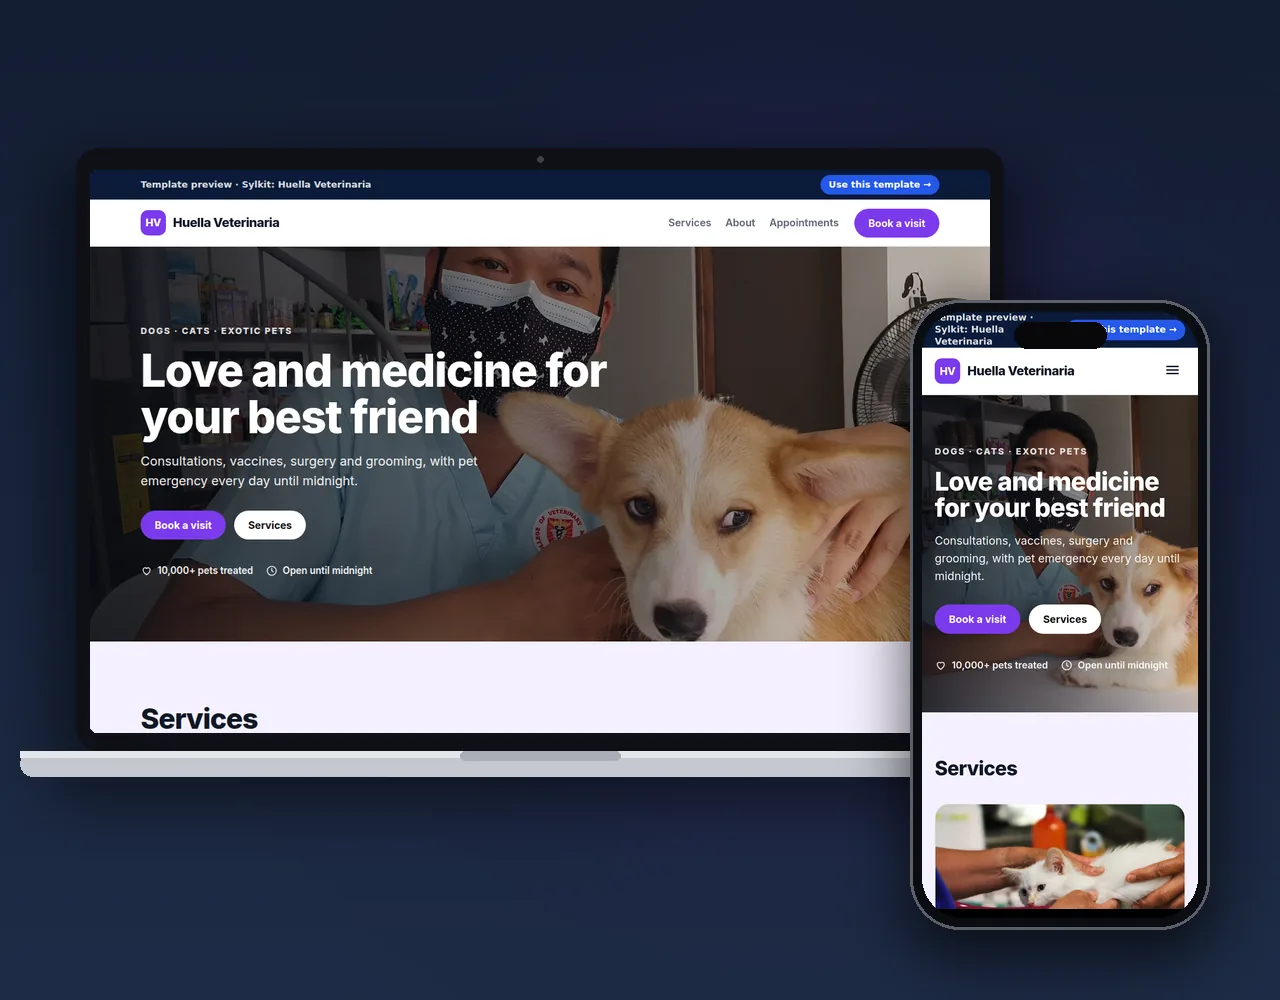 Template preview · Sylkit: Huella Veterinaria
Use this template →
HV
Huella Veterinaria
Services
About
Appointments
Book a visit
DOGS · CATS · EXOTIC PETS
Love and medicine for
your best friend
Consultations, vaccines, surgery and grooming, with pet
emergency every day until midnight.
Book a visit
Services
10,000+ pets treated
Open until midnight
Services
emplate preview ·
Sylkit: Huella
Veterinaria
is template →
HV
Huella Veterinaria
DOGS · CATS · EXOTIC PETS
Love and medicine
for your best friend
Consultations, vaccines, surgery and
grooming, with pet emergency every day until
midnight.
Book a visit
Services
10,000+ pets treated
Open until midnight
Services